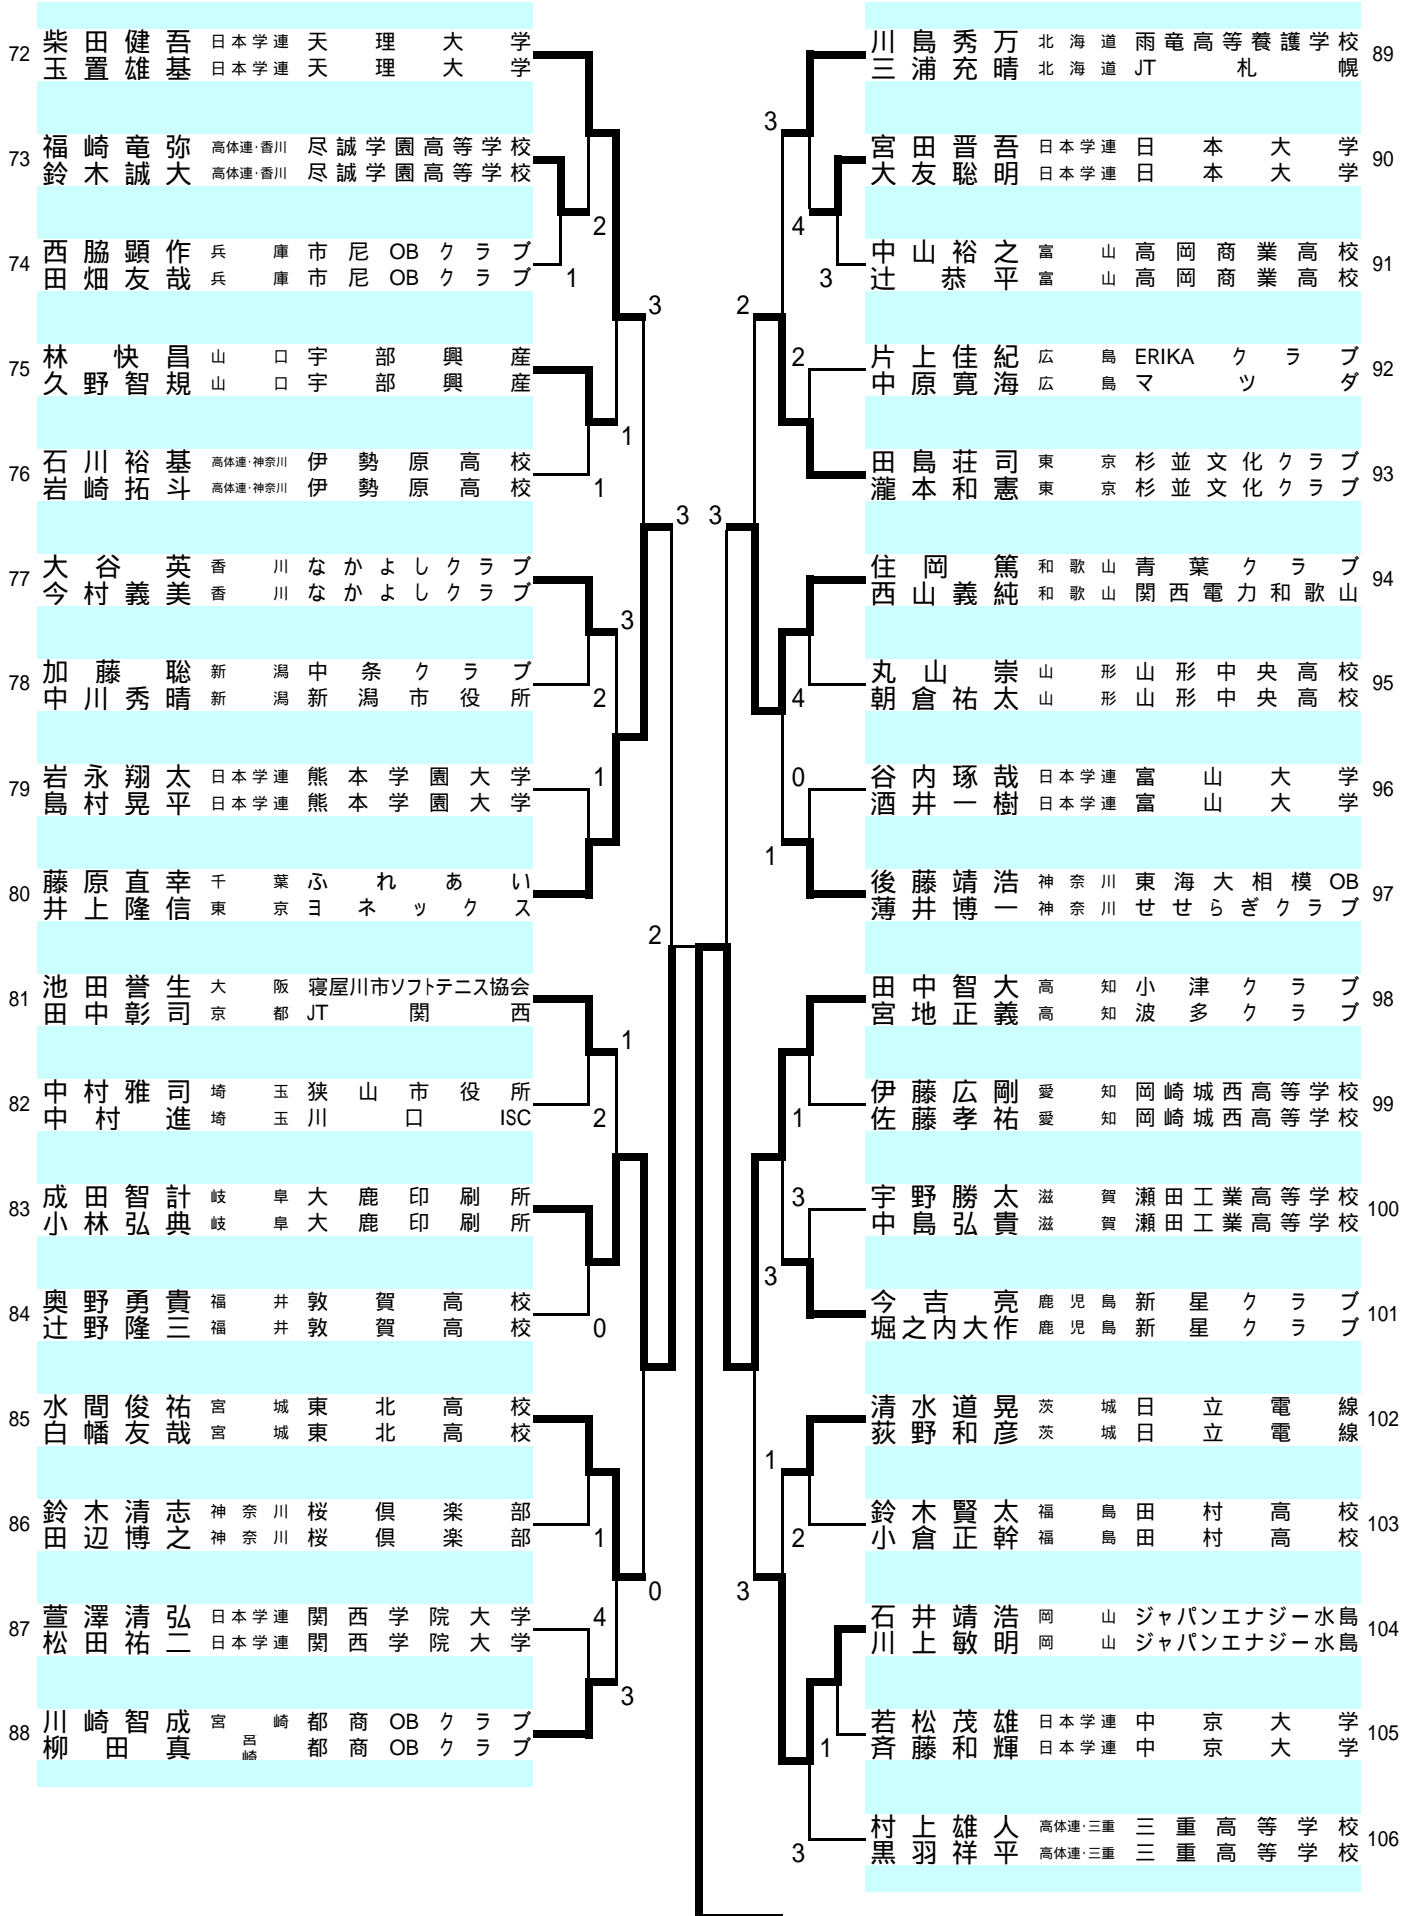 72 柴田健吾 日本学連 天理大学
玉置雄基 日本学連 天理大学
73 福崎竜弥 高体連・香川 尽誠学園高等学校
鈴木誠大 高体連・香川 尽誠学園高等学校
2
74 西脇顕作 兵庫 市尼OBクラブ
田畑友哉 兵庫 市尼OBクラブ
1
3
75 林快昌 山口 宇部興産
久野智規 山口 宇部興産
1
76 石川裕基 高体連・神奈川 伊勢原高校
岩崎拓斗 高体連・神奈川 伊勢原高校
1
3
77 大谷英 香川 なかよしクラブ
今村義美 香川 なかよしクラブ
3
78 加藤聡 新潟 中条クラブ
中川秀晴 新潟 新潟市役所
2
79 岩永翔太 日本学連 熊本学園大学
島村晃平 日本学連 熊本学園大学
1
80 藤原直幸 千葉 ふれあい
井上隆信 東京 ヨネックス
2
81 池田誉生 大阪 寝屋川市ソフトテニス協会
田中彰司 京都 JT関西
1
82 中村雅司 埼玉 狭山市役所
中村進 埼玉 川口ISC
2
83 成田智計 岐阜 大鹿印刷所
小林弘典 岐阜 大鹿印刷所
84 奥野勇貴 福井 敦賀高校
辻野隆三 福井 敦賀高校
0
85 水間俊祐 宮城 東北高校
白幡友哉 宮城 東北高校
86 鈴木清志 神奈川 桜倶楽部
田辺博之 神奈川 桜倶楽部
1
0
87 萱澤清弘 日本学連 関西学院大学
松田祐二 日本学連 関西学院大学
4
3
88 川崎智成 宮崎 都商OBクラブ
柳田真 宮崎 都商OBクラブ
川島秀万 北海道 雨竜高等養護学校 89
三浦充晴 北海道 JT札幌
3
宮田晋吾 日本学連 日本大学 90
大友聡明 日本学連 日本大学
4
中山裕之 富山 高岡商業高校 91
辻恭平 富山 高岡商業高校
3
2
片上佳紀 広島 ERIKAクラブ 92
中原寛海 広島 マツダ
2
田島荘司 東京 杉並文化クラブ 93
瀧本和憲 東京 杉並文化クラブ
3
住岡篤 和歌山 青葉クラブ 94
西山義純 和歌山 関西電力和歌山
丸山崇 山形 山形中央高校 95
朝倉祐太 山形 山形中央高校
4
谷内琢哉 日本学連 富山大学 96
酒井一樹 日本学連 富山大学
0
1
後藤靖浩 神奈川 東海大相模OB 97
薄井博一 神奈川 せせらぎクラブ
田中智大 高知 小津クラブ 98
宮地正義 高知 波多クラブ
伊藤広剛 愛知 岡崎城西高等学校 99
佐藤孝祐 愛知 岡崎城西高等学校
1
宇野勝太 滋賀 瀬田工業高等学校 100
中島弘貴 滋賀 瀬田工業高等学校
3
3
今吉亮 鹿児島 新星クラブ 101
堀之内大作 鹿児島 新星クラブ
清水道晃 茨城 日立電線 102
荻野和彦 茨城 日立電線
1
鈴木賢太 福島 田村高校 103
小倉正幹 福島 田村高校
2
3
石井靖浩 岡山 ジャパンエナジー水島 104
川上敏明 岡山 ジャパンエナジー水島
若松茂雄 日本学連 中京大学 105
斉藤和輝 日本学連 中京大学
1
村上雄人 高体連・三重 三重高等学校 106
黒羽祥平 高体連・三重 三重高等学校
3